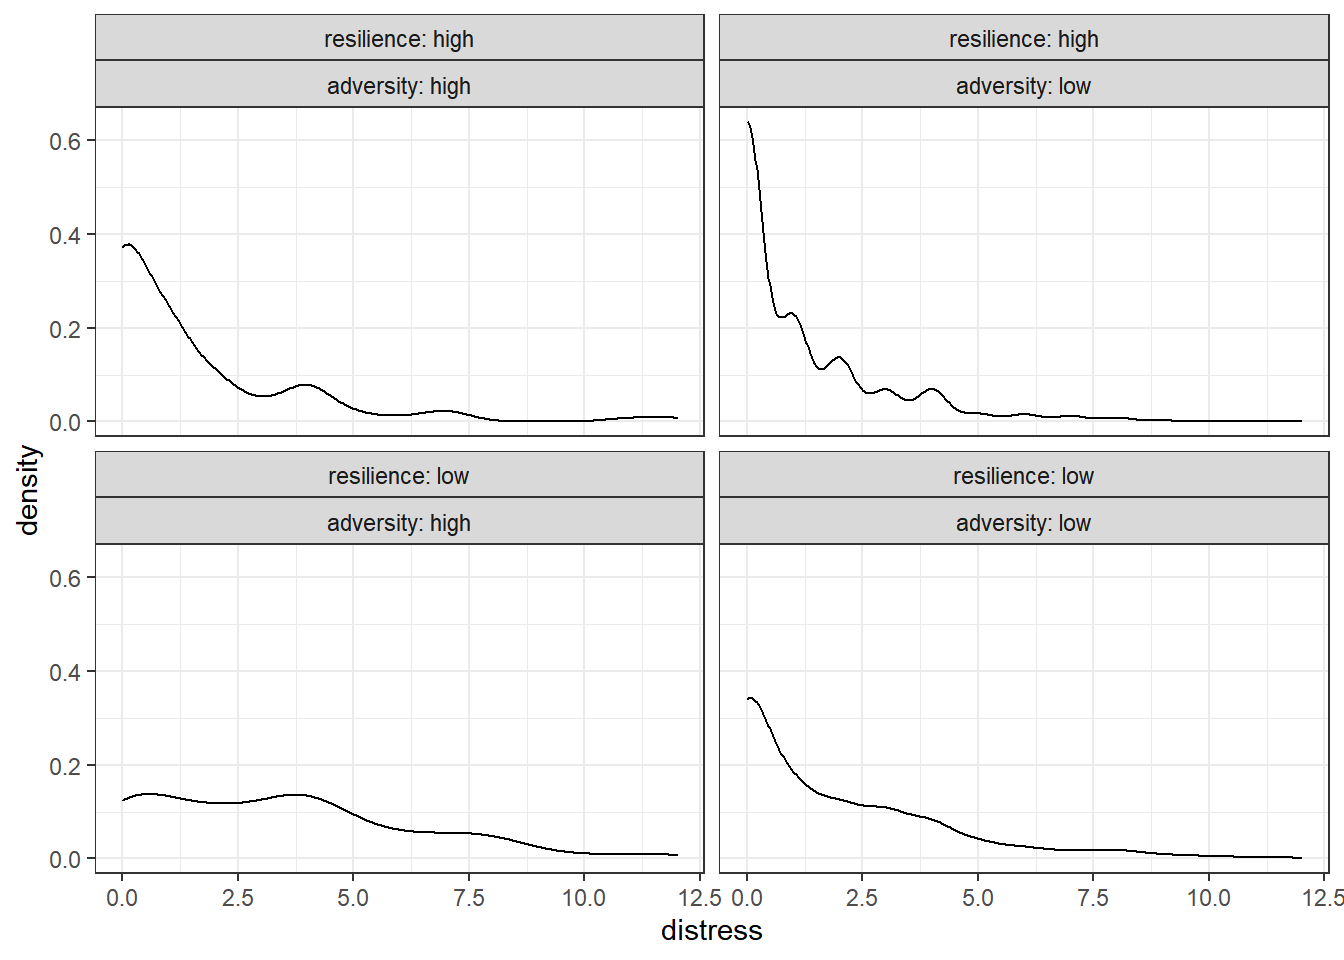 resilience: high
adversity: high
resilience: high
adversity: low
0.6
0.4
0.2
0.0
resilience: low
adversity: high
resilience: low
adversity: low
0.6
0.4
0.2
0.0
density
0.0 2.5 5.0 7.5 10.0 12.5
0.0 2.5 5.0 7.5 10.0 12.5
distress